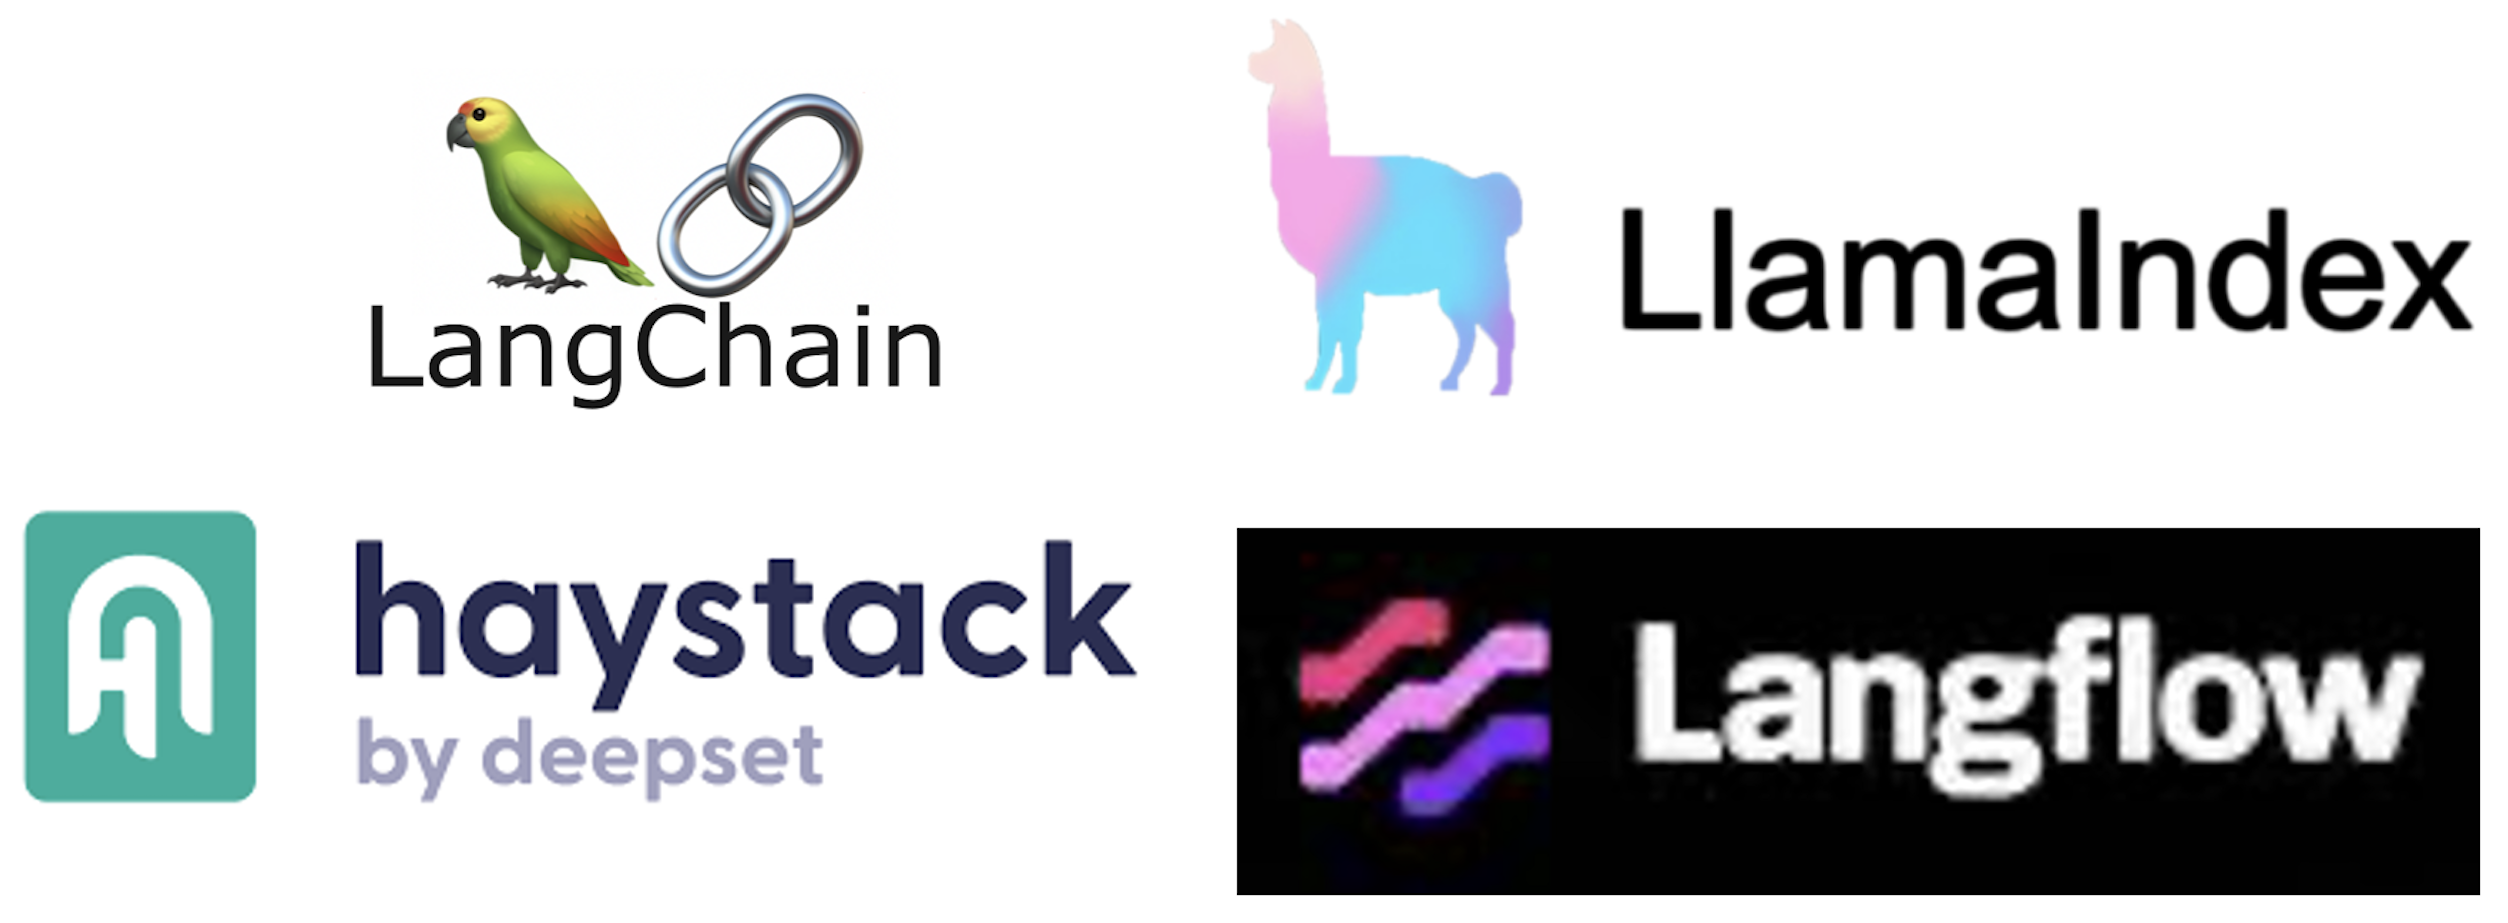 LangChain
LlamaIndex
haystack
by deepset
Langflow